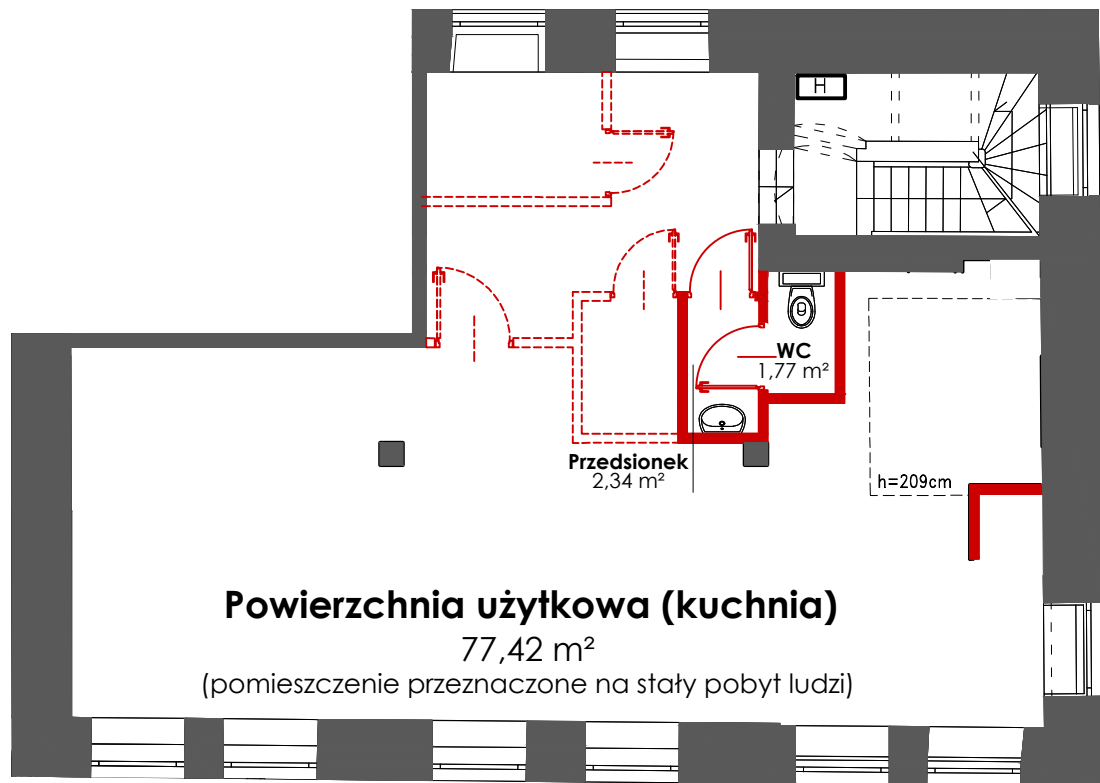 H
WC
1,77 m²
Przedsionek
2,34 m²
h=209cm
Powierzchnia użytkowa (kuchnia)
77,42 m²
(pomieszczenie przeznaczone na stały pobyt ludzi)